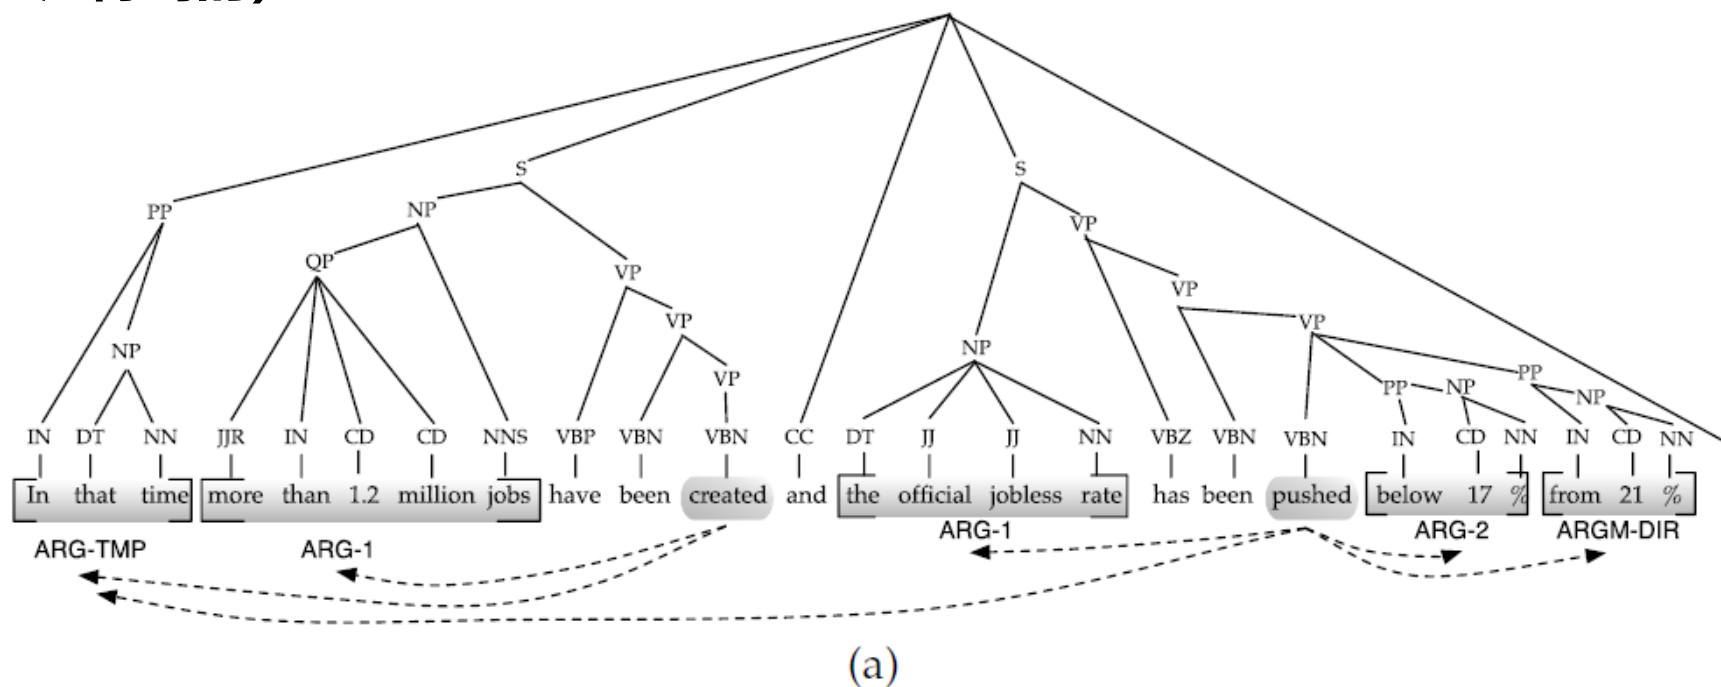 S S
PP NP VP
QP VP VP
VP VP
NP NP VP PP NP
PP NP
IN DT NN JJR IN CD CD NNS VBP VBN VBN CC DT JJ JJ NN VBZ VBN VBN IN CD NN IN CD NN
In that time more than 1.2 million jobs have been created and the official jobless rate has been pushed below 17 % from 21 %
ARG-TMP ARG-1 ARG-1 ARG-2 ARGM-DIR
(a)